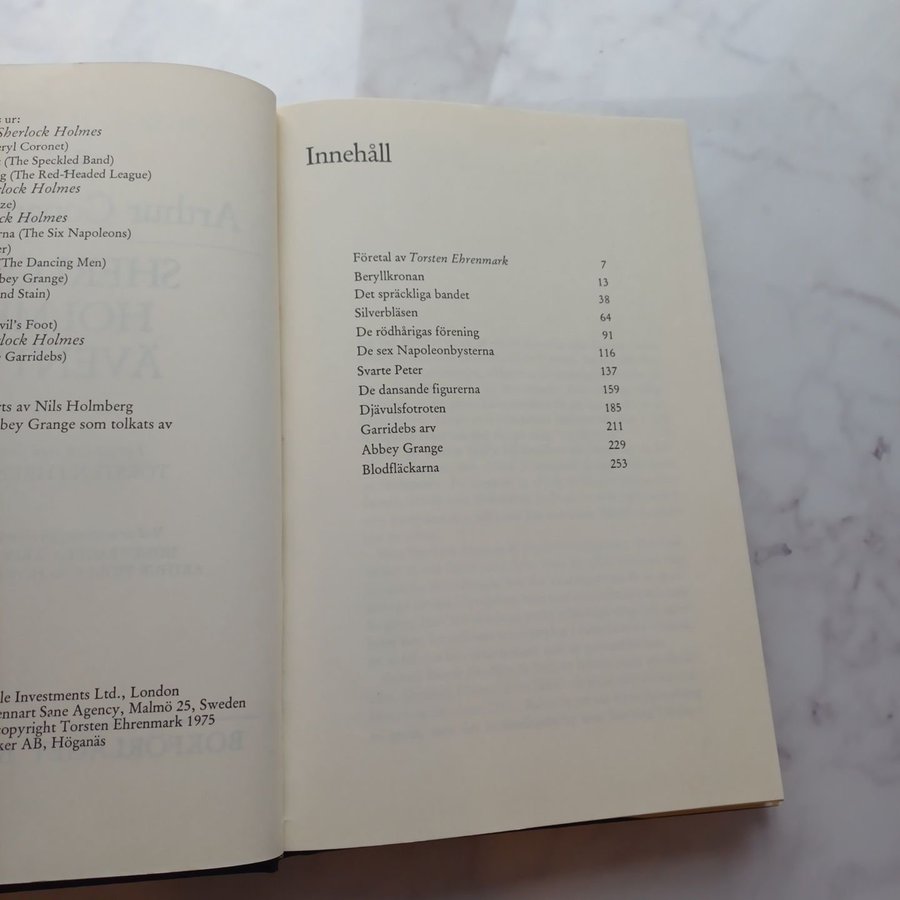 s ur:
Sherlock Holmes
eryl Coronet)
(The Speckled Band)
g (The Red-Headed League)
lock Holmes
ze)
ck Holmes
rna (The Six Napoleons)
er)
(The Dancing Men)
bey Grange)
nd Stain)
vil's Foot)
lock Holmes
Garridebs)
rts av Nils Holmberg
bey Grange som tolkats av
le Investments Ltd., London
ennart Sane Agency, Malmö 25, Sweden
copyright Torsten Ehrenmark 1975
ker AB, Höganäs
Innehåll
Företal av Torsten Ehrenmark 7
Beryllkronan 13
Det spräckliga bandet 38
Silverbläsen 64
De rödhårigas förening 91
De sex Napoleonbysterna 116
Svarte Peter 137
De dansande figurerna 159
Djävulsfotroten 185
Garridebs arv 211
Abbey Grange 229
Blodfläckarna 253